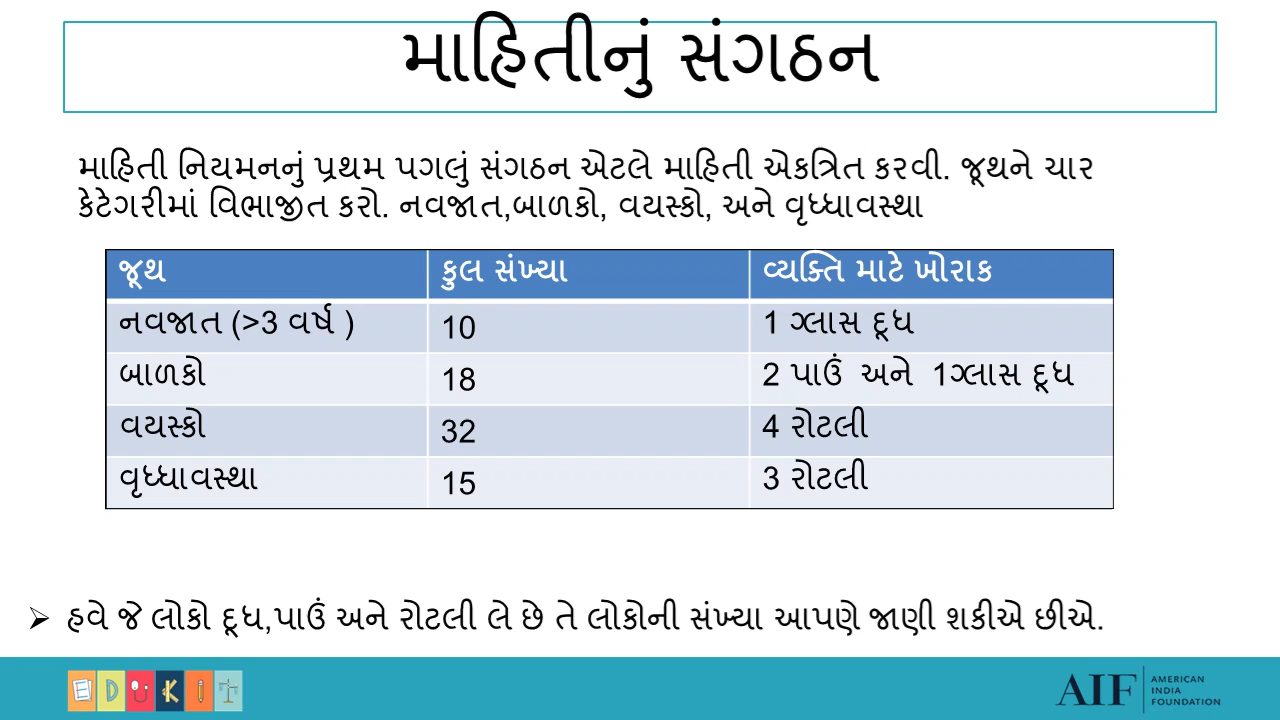 માહિતીનું સંગઠન
માહિતી નિયમનનું પ્રથમ પગલું સંગઠન એટલે માહિતી એકત્રિત કરવી. જૂથને ચાર
કેટેગરીમાં વિભાજીત કરો. નવજાત,બાળકો, વયસ્કો, અને વૃધ્ધાવસ્થા
જૂથ કુલ સંખ્યા વ્યક્તિ માટે ખોરાક
નવજાત (>3 વર્ષ ) 10 1 ગ્લાસ દૂધ
બાળકો 18 2 પાઉં અને 1ગ્લાસ દૂધ
વયસ્કો 32 4 રોટલી
વૃધ્ધાવસ્થા 15 3 રોટલી
➢ હવે જે લોકો દૂધ,પાઉં અને રોટલી લે છે તે લોકોની સંખ્યા આપણે જાણી શકીએ છીએ.
EDUKIT
AIF AMERICAN
INDIA
FOUNDATION